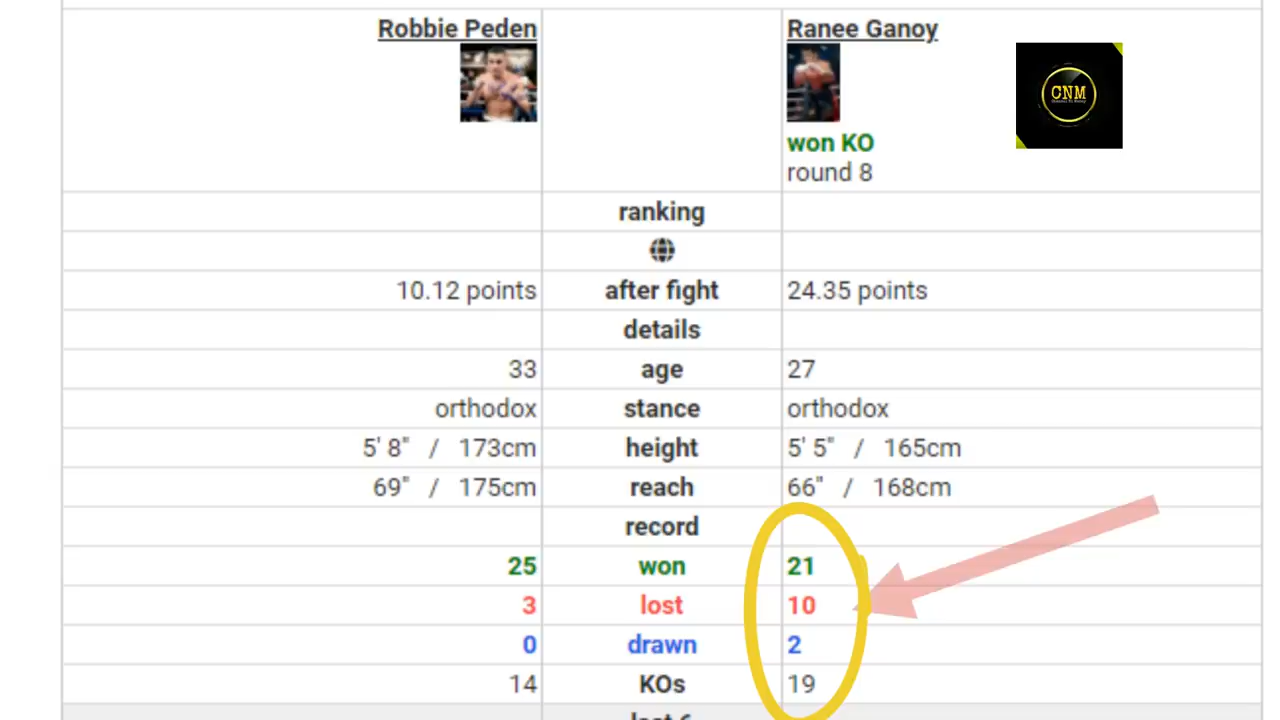 Robbie Peden Ranee Ganoy
CNM
won KO
round 8
ranking
10.12 points after fight 24.35 points
details
33 age 27
orthodox stance orthodox
5' 8" / 173cm height 5' 5" / 165cm
69" / 175cm reach 66" / 168cm
record
25 won 21
3 lost 10
0 drawn 2
14 KOs 19